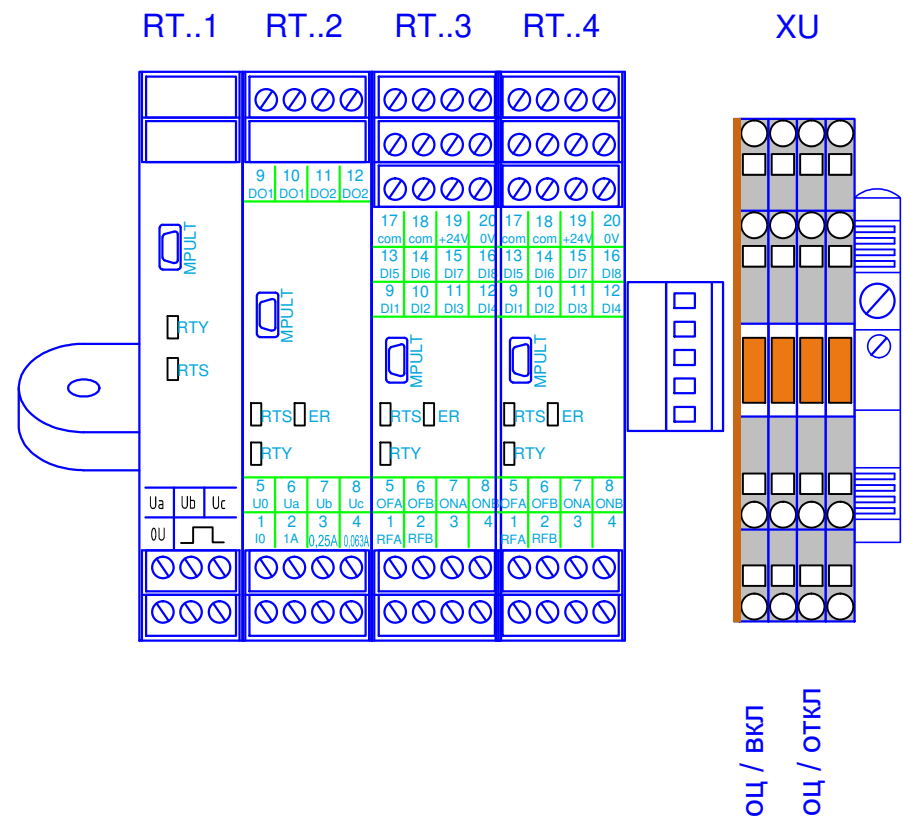 RT..1 RT..2 RT..3 RT..4 XU
9 10 11 12
DO1 DO1 DO2 DO2
17 18 19 20 17 18 19 20
com com +24V 0V com com +24V 0V
13 14 15 16 13 14 15 16
DI5 DI6 DI7 DI8 DI5 DI6 DI7 DI8
9 10 11 12 9 10 11 12
DI1 DI2 DI3 DI4 DI1 DI2 DI3 DI4
MPULT
MPULT
MPULT
MPULT
RTY
RTS
RTS ER RTS ER RTS ER
RTY RTY RTY
5 6 7 8 5 6 7 8 5 6 7 8
Ua Ub Uc U0 Ua Ub Uc OFA OFB ONA ONB OFA OFB ONA ONB
1 2 3 4 1 2 3 4 1 2 3 4
0U I0 1A 0,25A 0,063A RFA RFB RFA RFB
ОЦ / ВКЛ
ОЦ / ОТКЛ